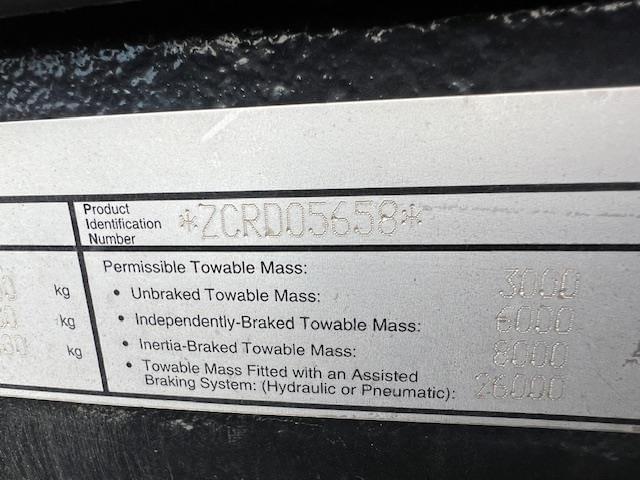 Product
Identification
Number *ZCRD05658*
Permissible Towable Mass:
kg • Unbraked Towable Mass: 3000
kg • Independently-Braked Towable Mass: 6000
kg • Inertia-Braked Towable Mass: 8000
• Towable Mass Fitted with an Assisted
Braking System: (Hydraulic or Pneumatic): 26000